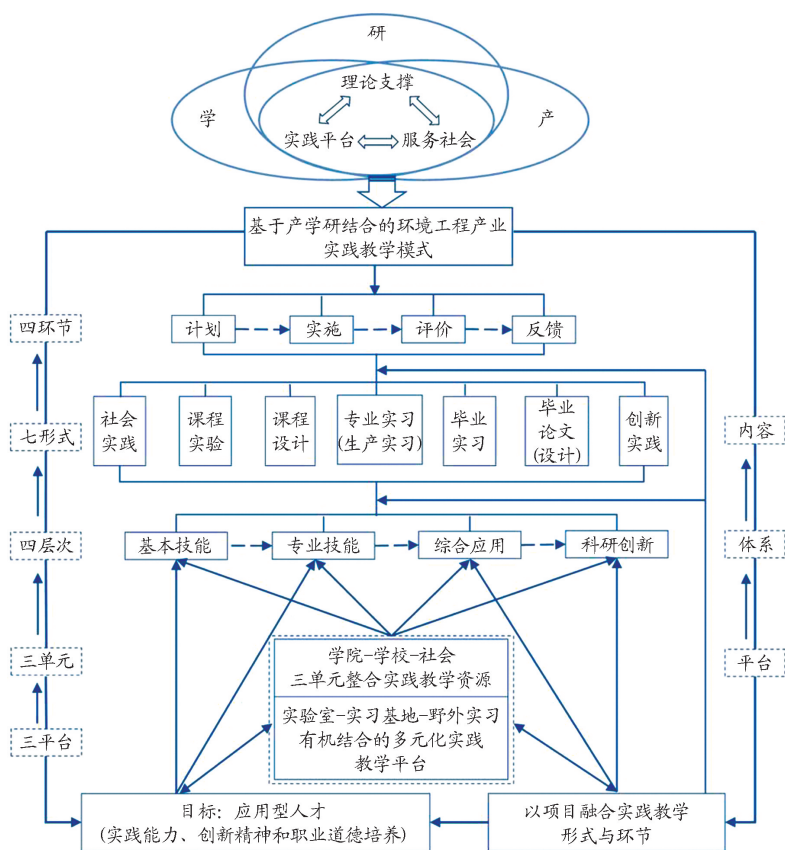 研
理论支撑
学
产
实践平台
服务社会
基于产学研结合的环境工程产业
实践教学模式
四环节
计划
实施
评价
反馈
七形式
社会
实践
课程
实验
课程
设计
专业实习
(生产实习)
毕业
实习
毕业
论文
(设计)
创新
实践
内容
四层次
基本技能
专业技能
综合应用
科研创新
体系
三单元
学院–学校–社会
三单元整合实践教学资源
平台
三平台
实验室–实习基地–野外实习
有机结合的多元化实践
教学平台
目标：应用型人才
(实践能力、创新精神和职业道德培养)
以项目融合实践教学
形式与环节